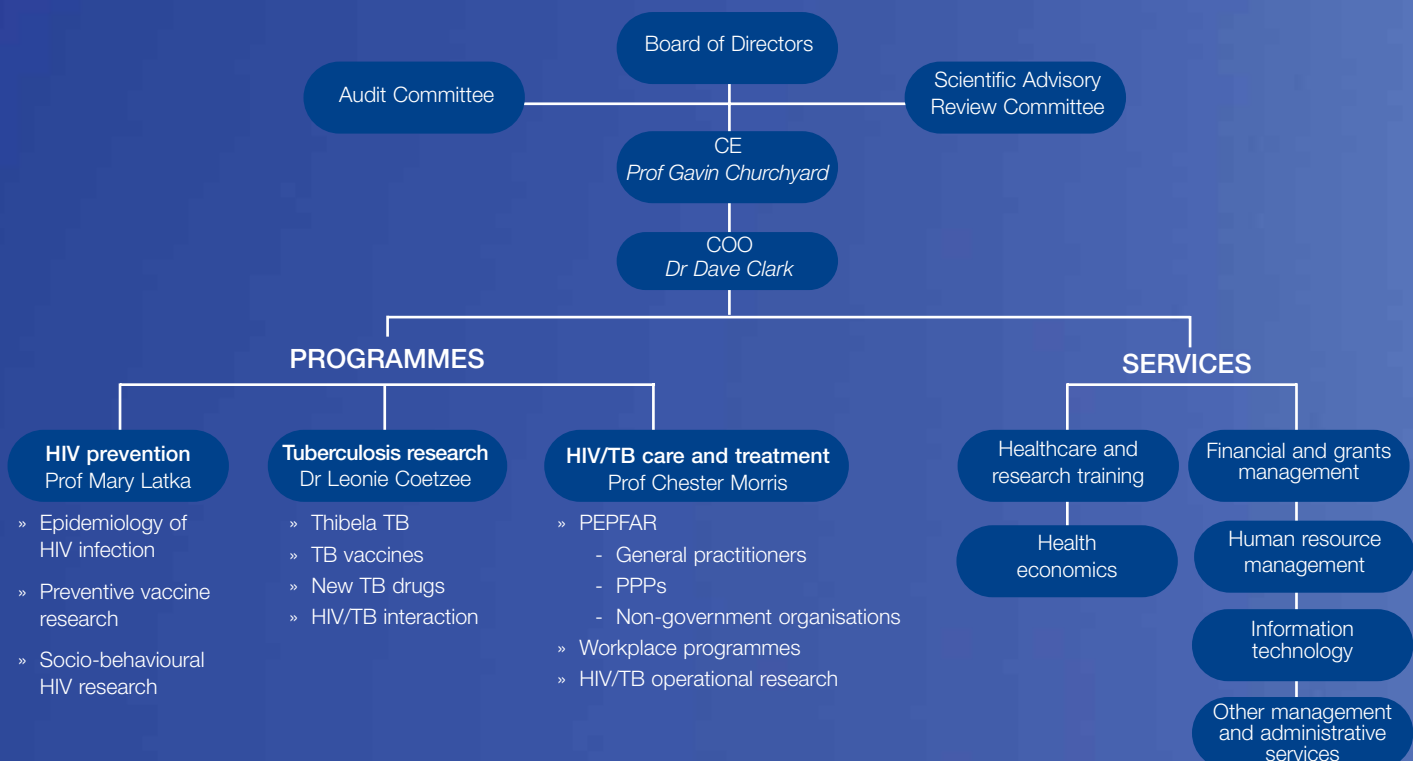 Board of Directors
Audit Committee
Scientific Advisory
Review Committee
CE
Prof Gavin Churchyard
COO
Dr Dave Clark
PROGRAMMES
HIV prevention
Prof Mary Latka
» Epidemiology of
HIV infection
» Preventive vaccine
research
» Socio-behavioural
HIV research
Tuberculosis research
Dr Leonie Coetzee
» Thibela TB
» TB vaccines
» New TB drugs
» HIV/TB interaction
HIV/TB care and treatment
Prof Chester Morris
» PEPFAR
- General practitioners
- PPPs
- Non-government organisations
» Workplace programmes
» HIV/TB operational research
SERVICES
Healthcare and
research training
Health
economics
Financial and grants
management
Human resource
management
Information
technology
Other management
and administrative
services